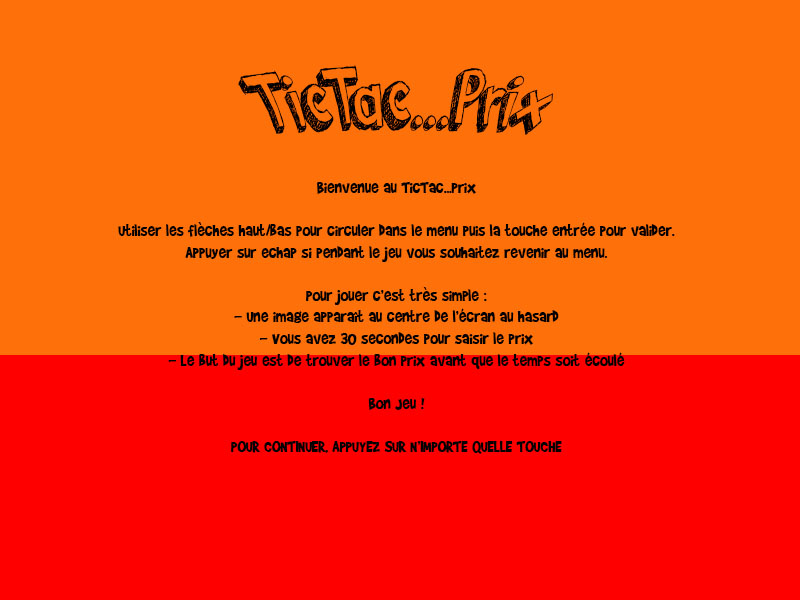 TicTac...Prix
Bienvenue au TicTac...Prix
Utiliser les flèches haut/Bas pour circuler dans le menu puis la touche entrée pour valider.
Appuyer sur echap si pendant le jeu vous souhaitez revenir au menu.
Pour jouer c'est très simple :
- Une image apparait au centre de l'écran au hasard
- Vous avez 30 secondes pour saisir le prix
- Le But du jeu est de trouver le Bon prix avant que le temps soit écoulé
Bon jeu !
POUR CONTINUER, APPUYEZ SUR N'IMPORTE QUELLE TOUCHE